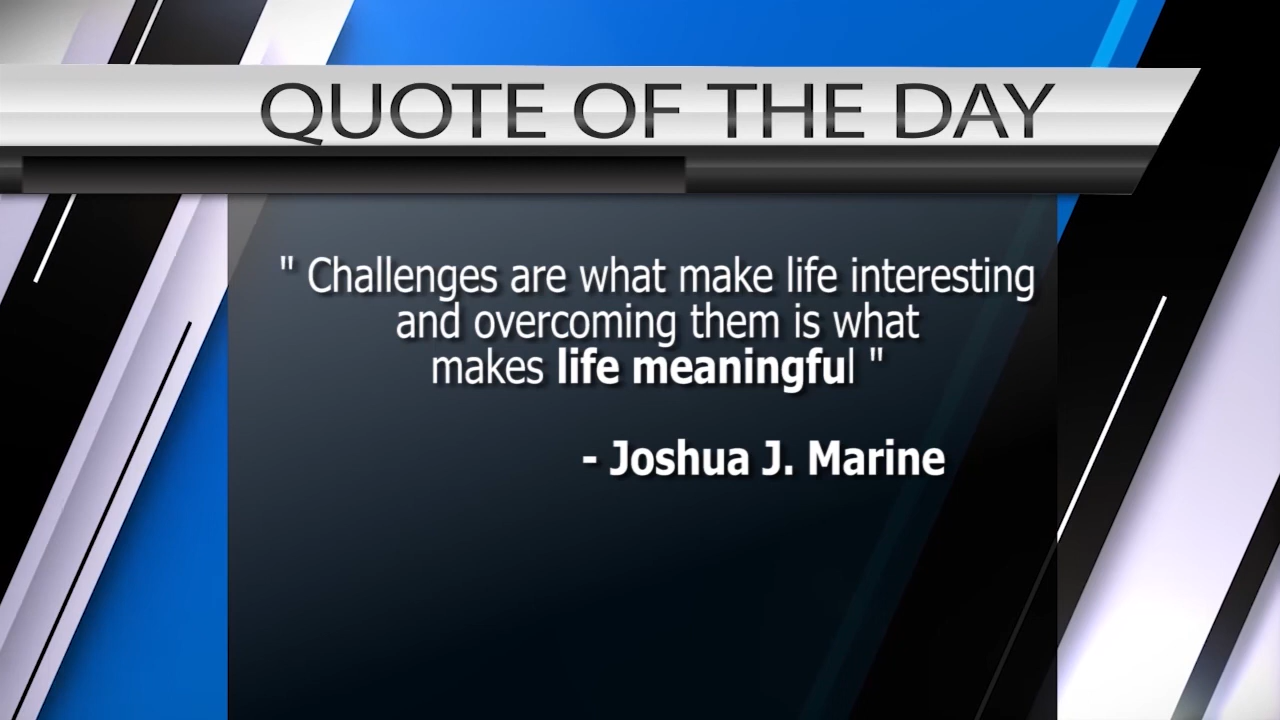 QUOTE OF THE DAY
" Challenges are what make life interesting
and overcoming them is what
makes life meaningful "
- Joshua J. Marine